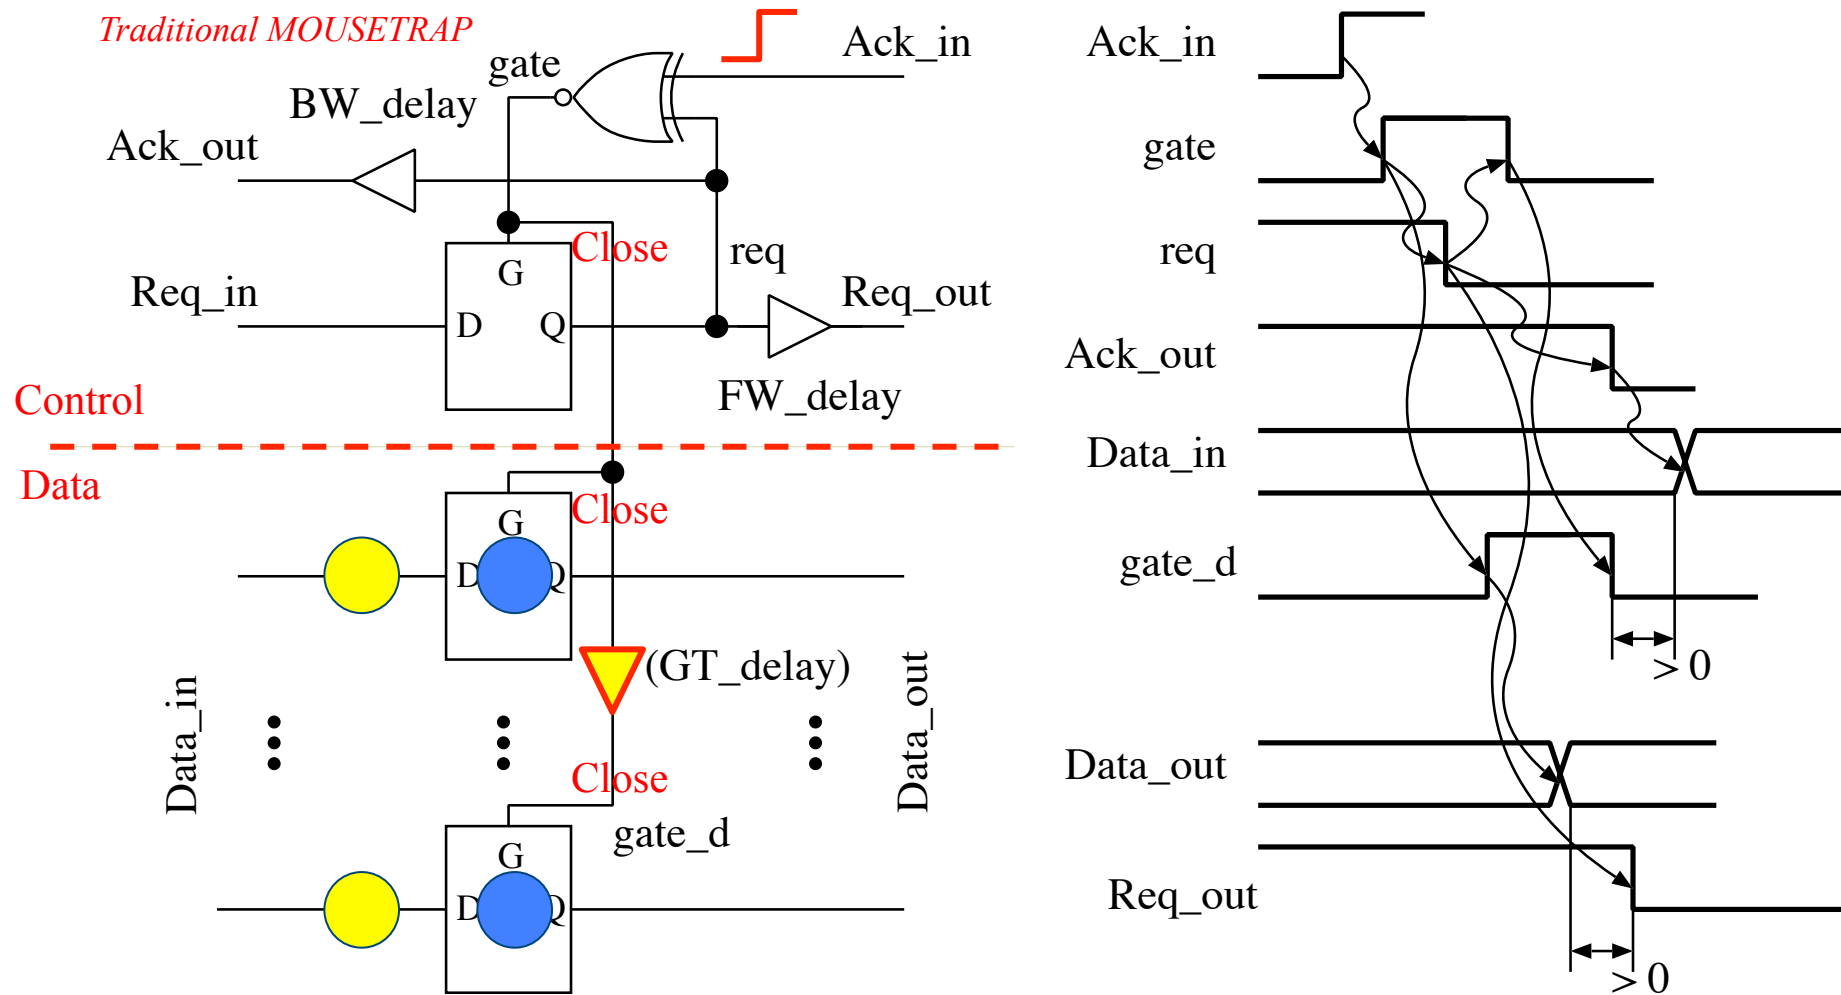 Traditional MOUSETRAP
gate
Ack_in
BW_delay
Ack_out
Close
G
req
Req_in
Req_out
D
Q
FW_delay
Control
Data
Close
G
D
Q
(GT_delay)
Data_in
Data_out
Close
gate_d
G
D
Q
Ack_in
gate
req
Ack_out
Data_in
gate_d
> 0
Data_out
Req_out
> 0